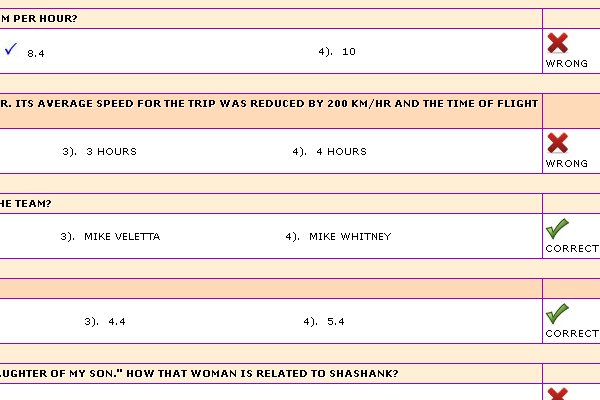 M PER HOUR?
8.4 4). 10
WRONG
R. ITS AVERAGE SPEED FOR THE TRIP WAS REDUCED BY 200 KM/HR AND THE TIME OF FLIGHT
3). 3 HOURS 4). 4 HOURS
WRONG
HE TEAM?
3). MIKE VELETTA 4). MIKE WHITNEY
CORRECT
3). 4.4 4). 5.4
CORRECT
AUGHTER OF MY SON." HOW THAT WOMAN IS RELATED TO SHASHANK?